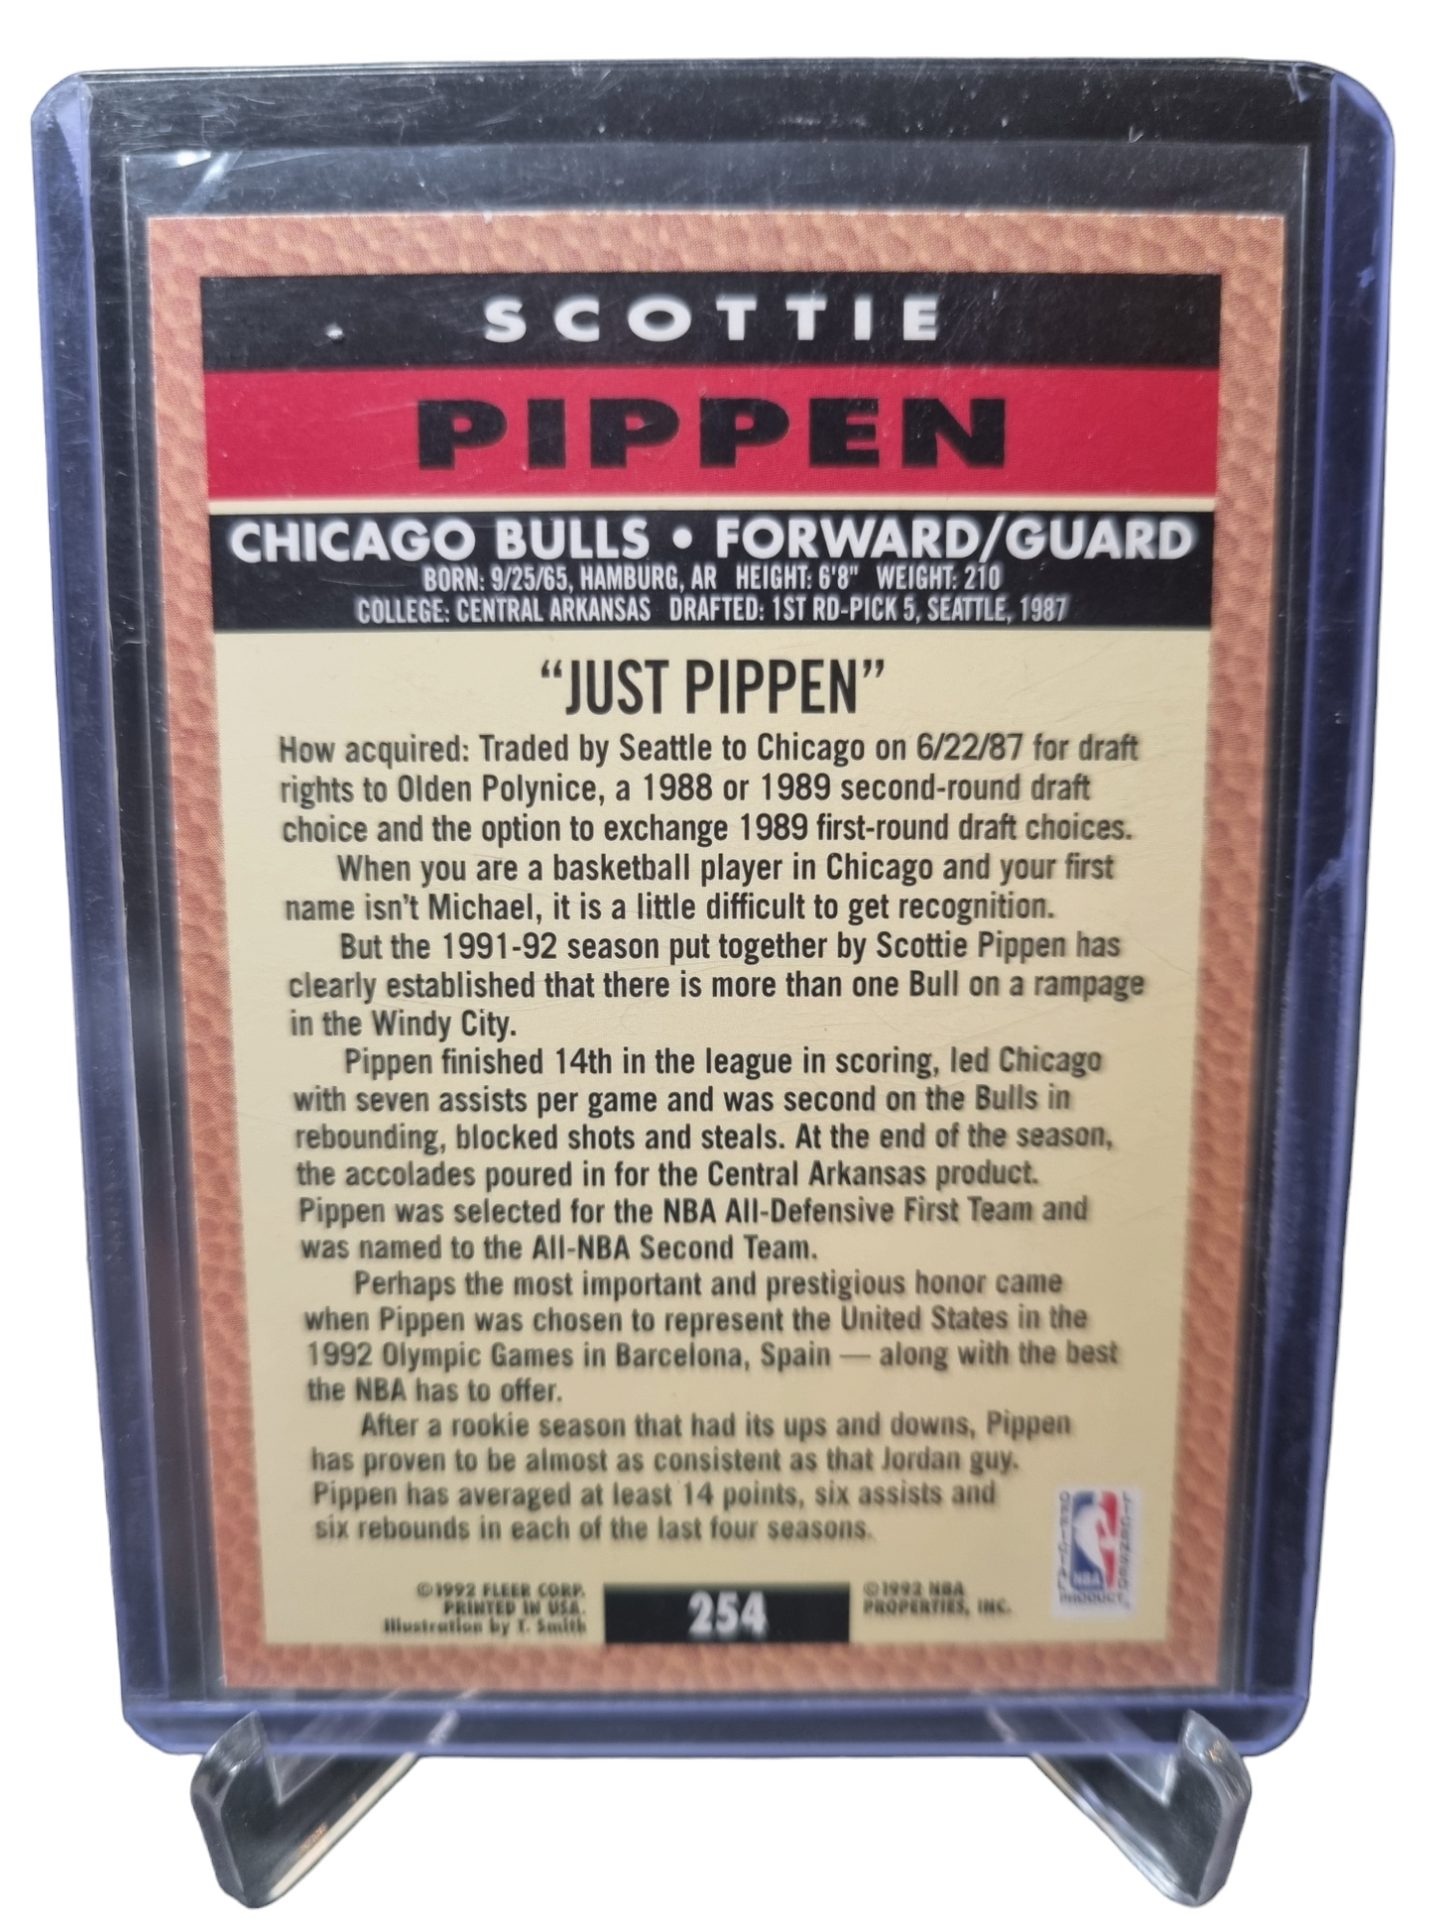 SCOTTIE
PIPPEN
CHICAGO BULLS • FORWARD/GUARD
BORN: 9/25/65, HAMBURG, AR HEIGHT: 6'8" WEIGHT: 210
COLLEGE: CENTRAL ARKANSAS DRAFTED: 1ST RD-PICK 5, SEATTLE, 1987
“JUST PIPPEN”
How acquired: Traded by Seattle to Chicago on 6/22/87 for draft
rights to Olden Polynice, a 1988 or 1989 second-round draft
choice and the option to exchange 1989 first-round draft choices.
When you are a basketball player in Chicago and your first
name isn't Michael, it is a little difficult to get recognition.
But the 1991-92 season put together by Scottie Pippen has
clearly established that there is more than one Bull on a rampage
in the Windy City.
Pippen finished 14th in the league in scoring, led Chicago
with seven assists per game and was second on the Bulls in
rebounding, blocked shots and steals. At the end of the season,
the accolades poured in for the Central Arkansas product.
Pippen was selected for the NBA All-Defensive First Team and
was named to the All-NBA Second Team.
Perhaps the most important and prestigious honor came
when Pippen was chosen to represent the United States in the
1992 Olympic Games in Barcelona, Spain — along with the best
the NBA has to offer.
After a rookie season that had its ups and downs, Pippen
has proven to be almost as consistent as that Jordan guy.
Pippen has averaged at least 14 points, six assists and
six rebounds in each of the last four seasons.
©1992 FLEER CORP.
PRINTED IN USA.
Illustration by T. Smith
254
©1992 NBA
PROPERTIES, INC.
NBA
PRODUCT